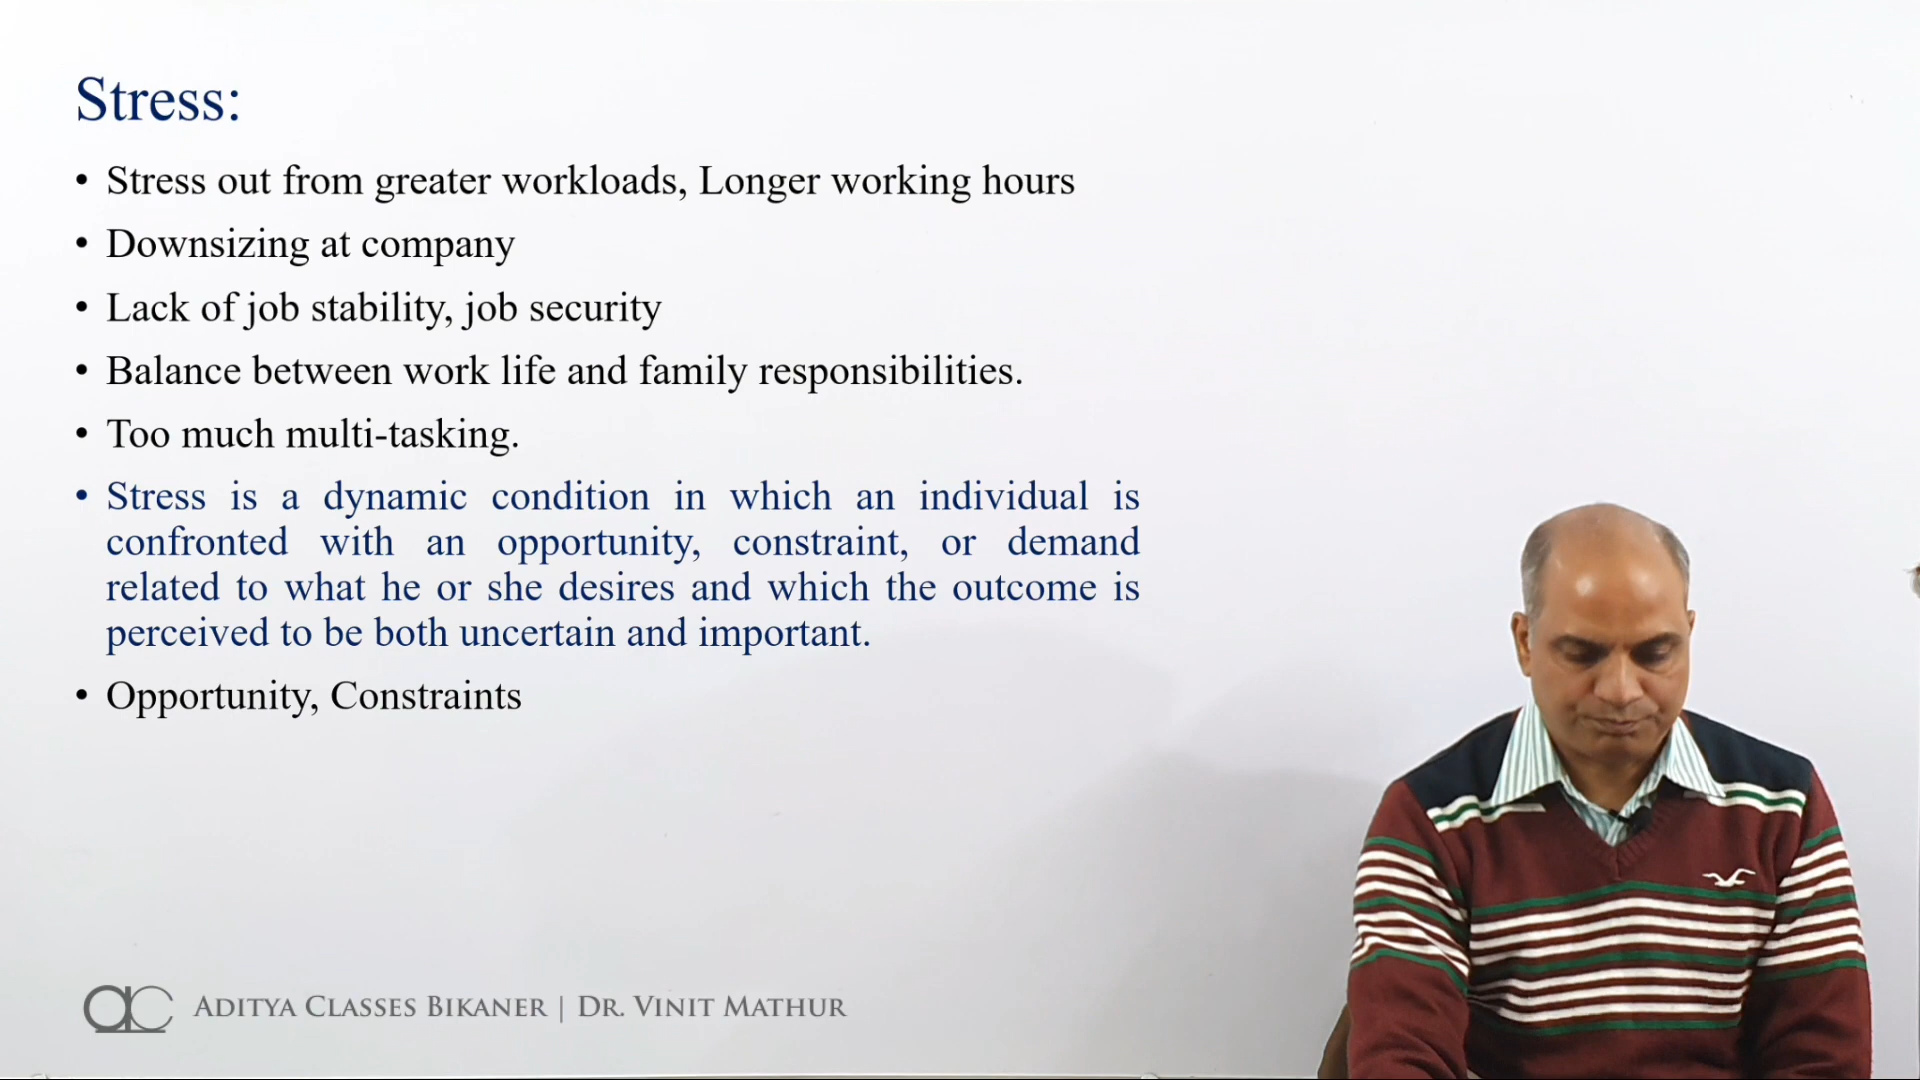 Stress:
• Stress out from greater workloads, Longer working hours
• Downsizing at company
• Lack of job stability, job security
• Balance between work life and family responsibilities.
• Too much multi-tasking.
• Stress is a dynamic condition in which an individual is
confronted with an opportunity, constraint, or demand
related to what he or she desires and which the outcome is
perceived to be both uncertain and important.
• Opportunity, Constraints
ac ADITYA CLASSES BIKANER | DR. VINIT MATHUR